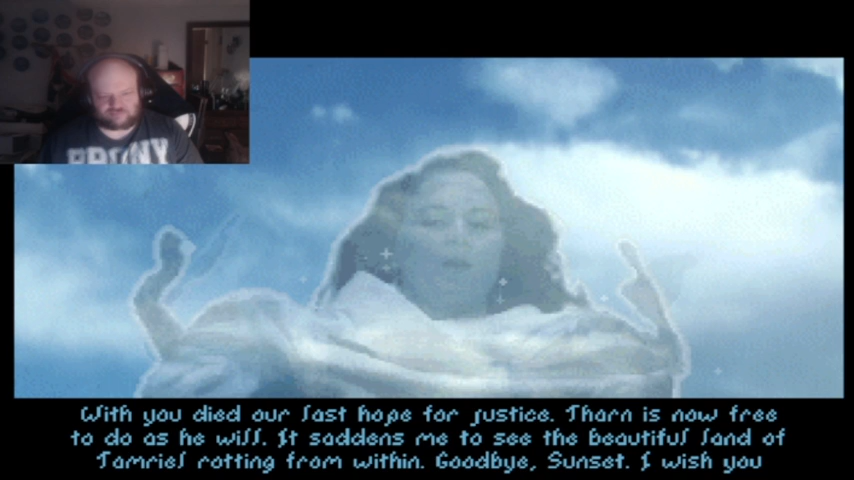 BRONY
With you died our last hope for justice. Tharn is now free
to do as he will. It saddens me to see the beautiful land of
Tamriel rotting from within. Goodbye, Sunset. I wish you